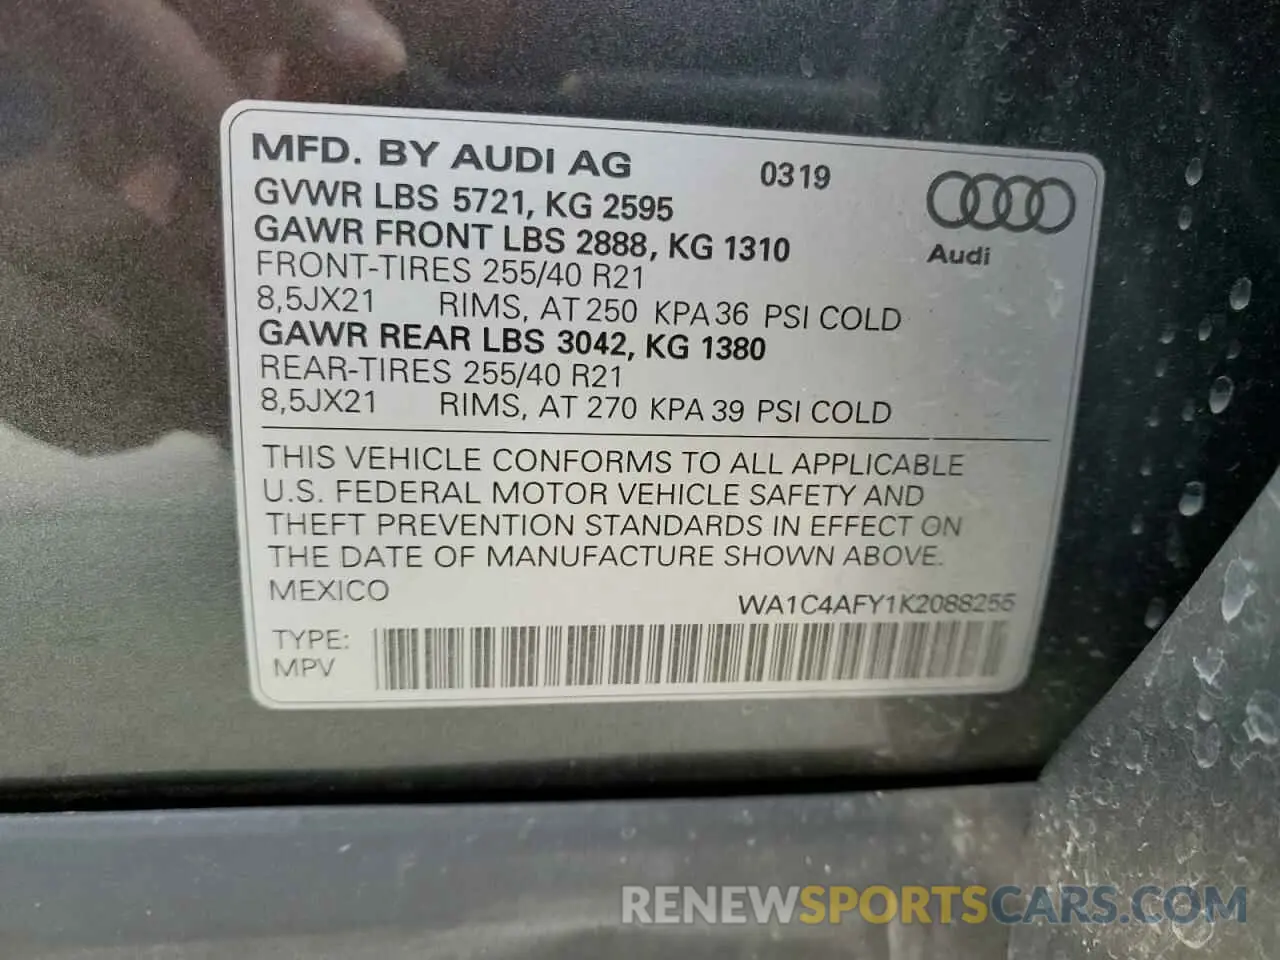 MFD. BY AUDI AG 0319
GVWR LBS 5721, KG 2595
GAWR FRONT LBS 2888, KG 1310
Audi
FRONT-TIRES 255/40 R21
8,5JX21 RIMS, AT 250 KPA 36 PSI COLD
GAWR REAR LBS 3042, KG 1380
REAR-TIRES 255/40 R21
8,5JX21 RIMS, AT 270 KPA 39 PSI COLD
THIS VEHICLE CONFORMS TO ALL APPLICABLE
U.S. FEDERAL MOTOR VEHICLE SAFETY AND
THEFT PREVENTION STANDARDS IN EFFECT ON
THE DATE OF MANUFACTURE SHOWN ABOVE.
MEXICO WA1C4AFY1K2088255
TYPE:
MPV
RENEWSPORTSCARS.COM